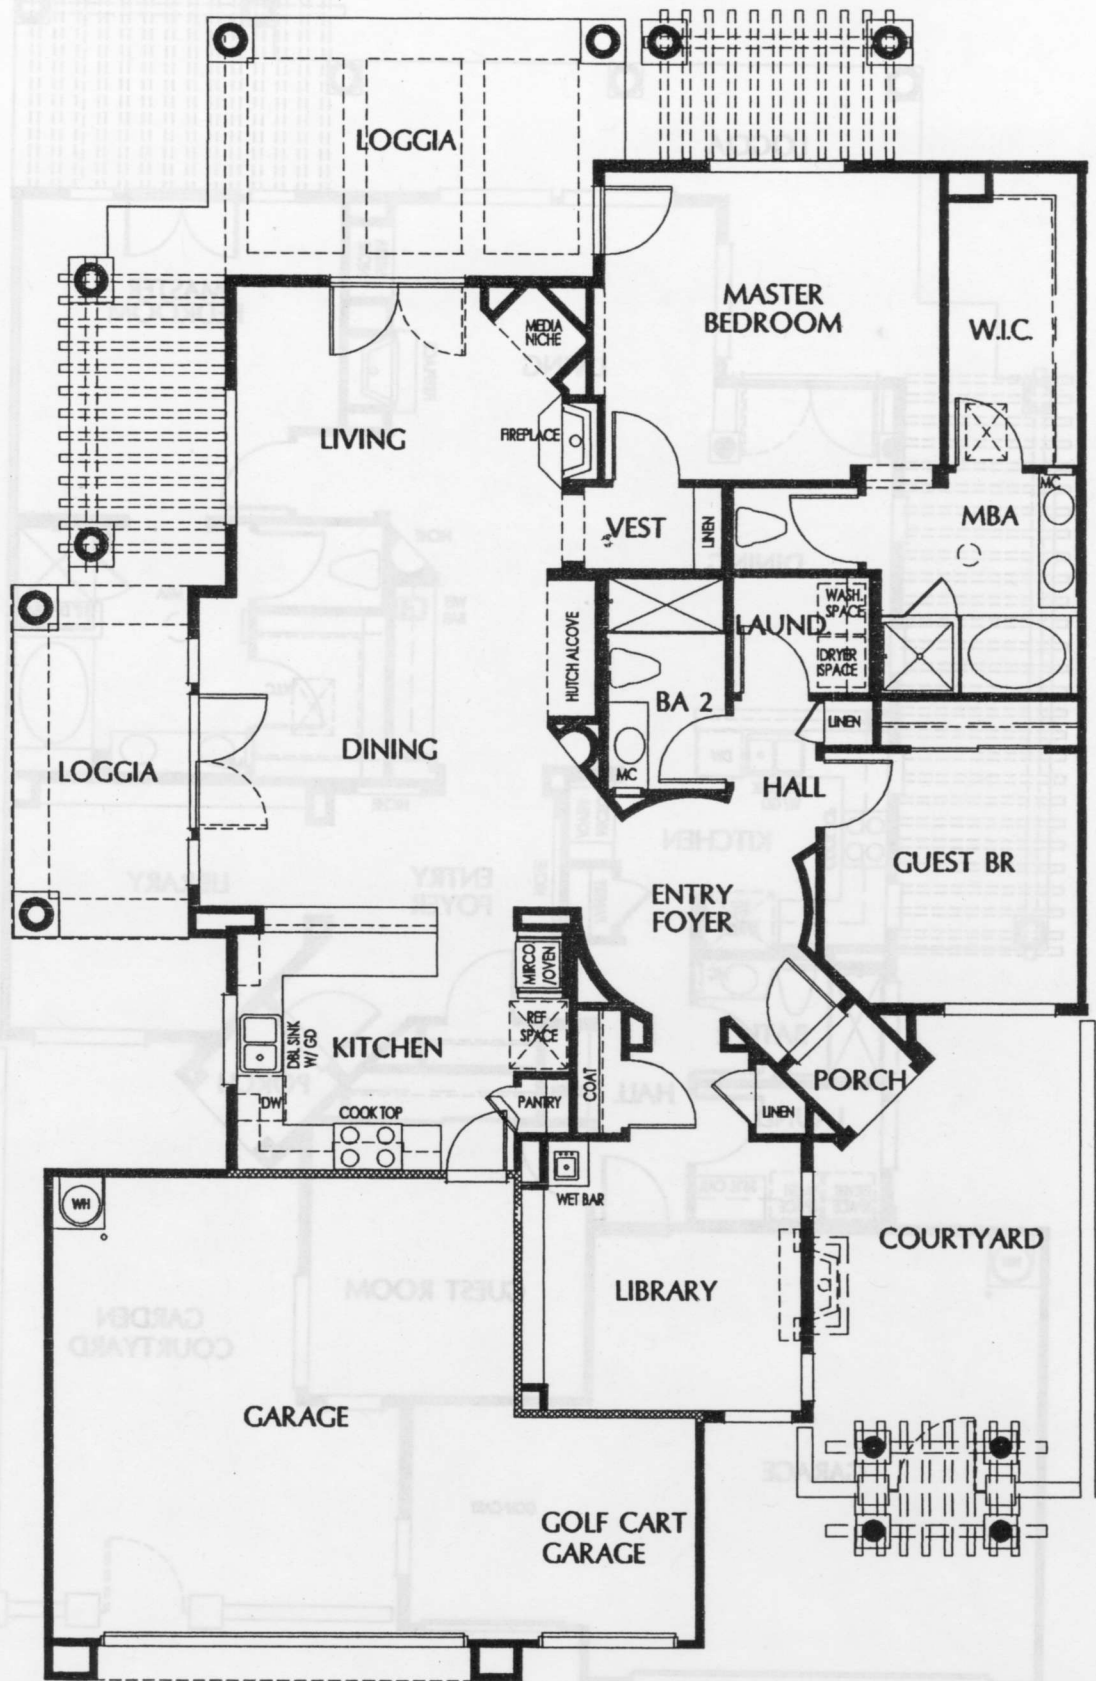 LOGGIA
MASTER
BEDROOM
W.I.C.
MEDIA
NICHE
LIVING
FIREPLACE
VEST
LINEN
MC
MBA
WASH.
SPACE
LAUND
DRYER
SPACE
HUTCH ALCOVE
BA 2
LINEN
MC
DINING
LOGGIA
HALL
GUEST BR
ENTRY
FOYER
MIRCO
/OVEN
REF
SPACE
DBL SINK
W/ GD
KITCHEN
DW
COOK TOP
PANTRY
COAT
PORCH
LINEN
WH
WET BAR
COURTYARD
LIBRARY
GARAGE
GOLF CART
GARAGE